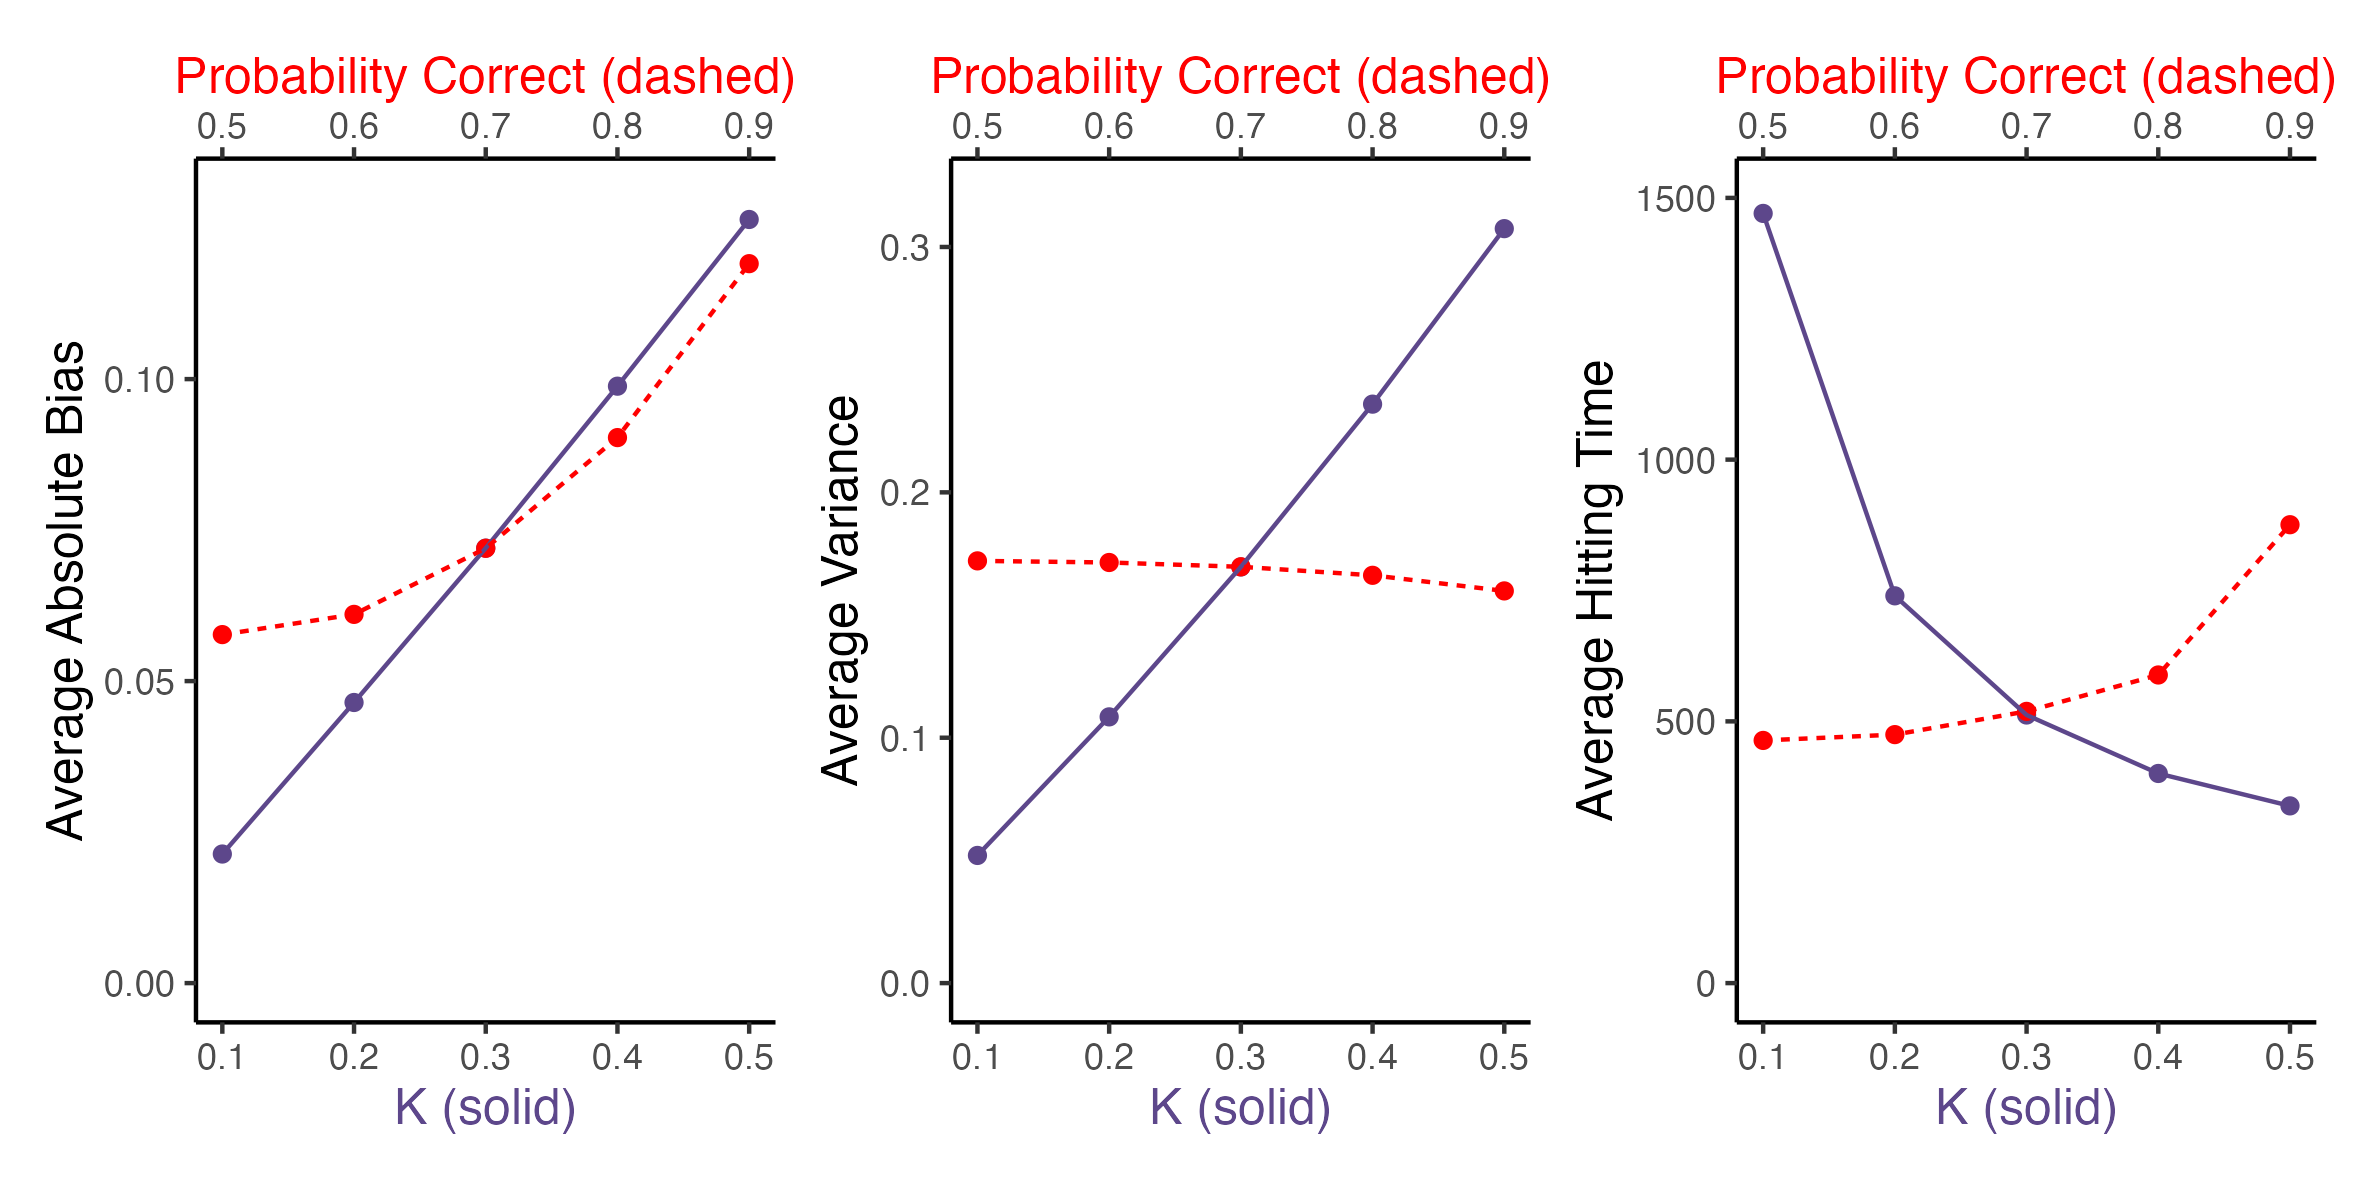 Probability Correct (dashed)
0.5 0.6 0.7 0.8 0.9
Average Absolute Bias
0.10
0.05
0.00
0.1 0.2 0.3 0.4 0.5
K (solid)
Probability Correct (dashed)
0.5 0.6 0.7 0.8 0.9
Average Variance
0.3
0.2
0.1
0.0
0.1 0.2 0.3 0.4 0.5
K (solid)
Probability Correct (dashed)
0.5 0.6 0.7 0.8 0.9
Average Hitting Time
1500
1000
500
0
0.1 0.2 0.3 0.4 0.5
K (solid)